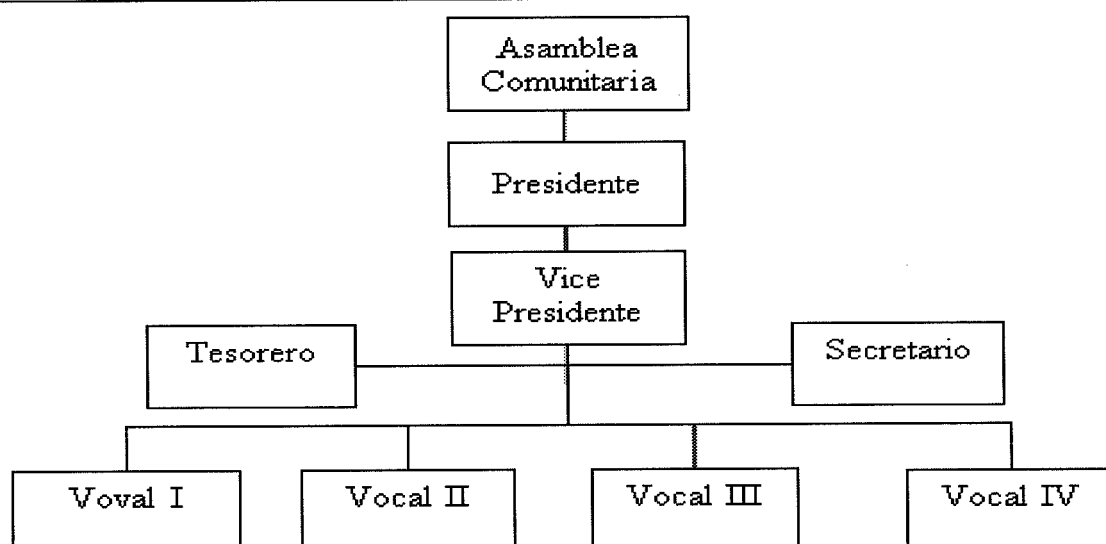 Asamblea
Comunitaria
Presidente
Vice
Presidente
Tesorero
Secretario
Voval I
Vocal II
Vocal III
Vocal IV